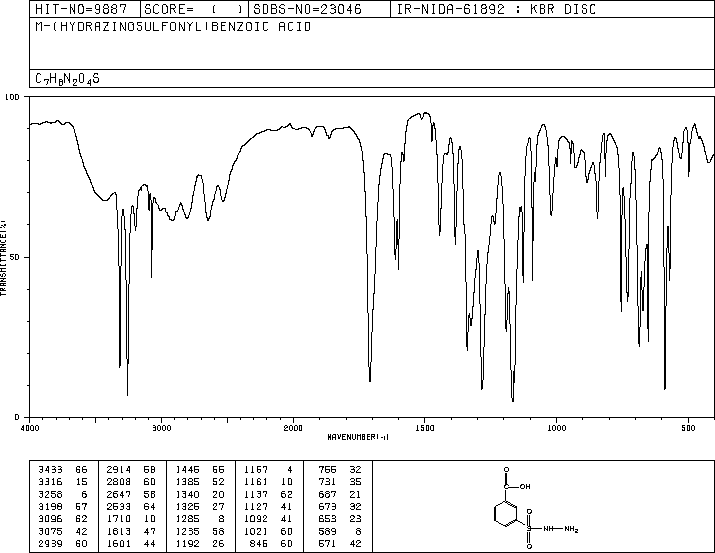 HIT-NO=9887 SCORE= ( ) SDBS-NO=23046 IR-NIDA-61892 : KBR DISC
M-(HYDRAZINOSULFONYL)BENZOIC ACID
C7H8N2O4S
100
50
0
TRANSMITTANCE(%)
4000 3000 2000 1500 1000 500
WAVENUMBER(-1)
3433 66 2914 58 1446 55 1167 4 756 32
3316 15 2808 60 1385 52 1161 10 731 35
3258 6 2647 58 1340 20 1137 62 687 21
3198 57 2533 64 1325 27 1127 41 673 32
3096 62 1710 10 1285 8 1092 41 653 23
3075 42 1613 47 1235 58 1021 60 589 8
2939 60 1601 44 1192 26 846 60 571 42
O
C—OH
O
S—NH—NH2
O